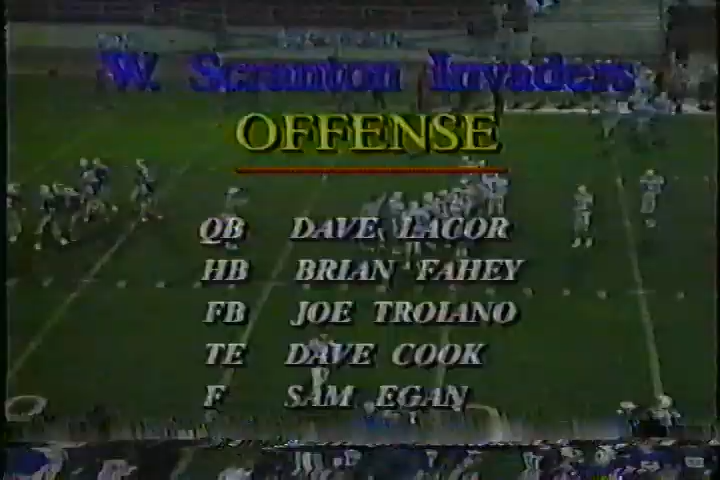 W. Scranton Invaders
OFFENSE
QB DAVE LACOR
HB BRIAN FAHEY
FB JOE TROIANO
TE DAVE COOK
F SAM EGAN